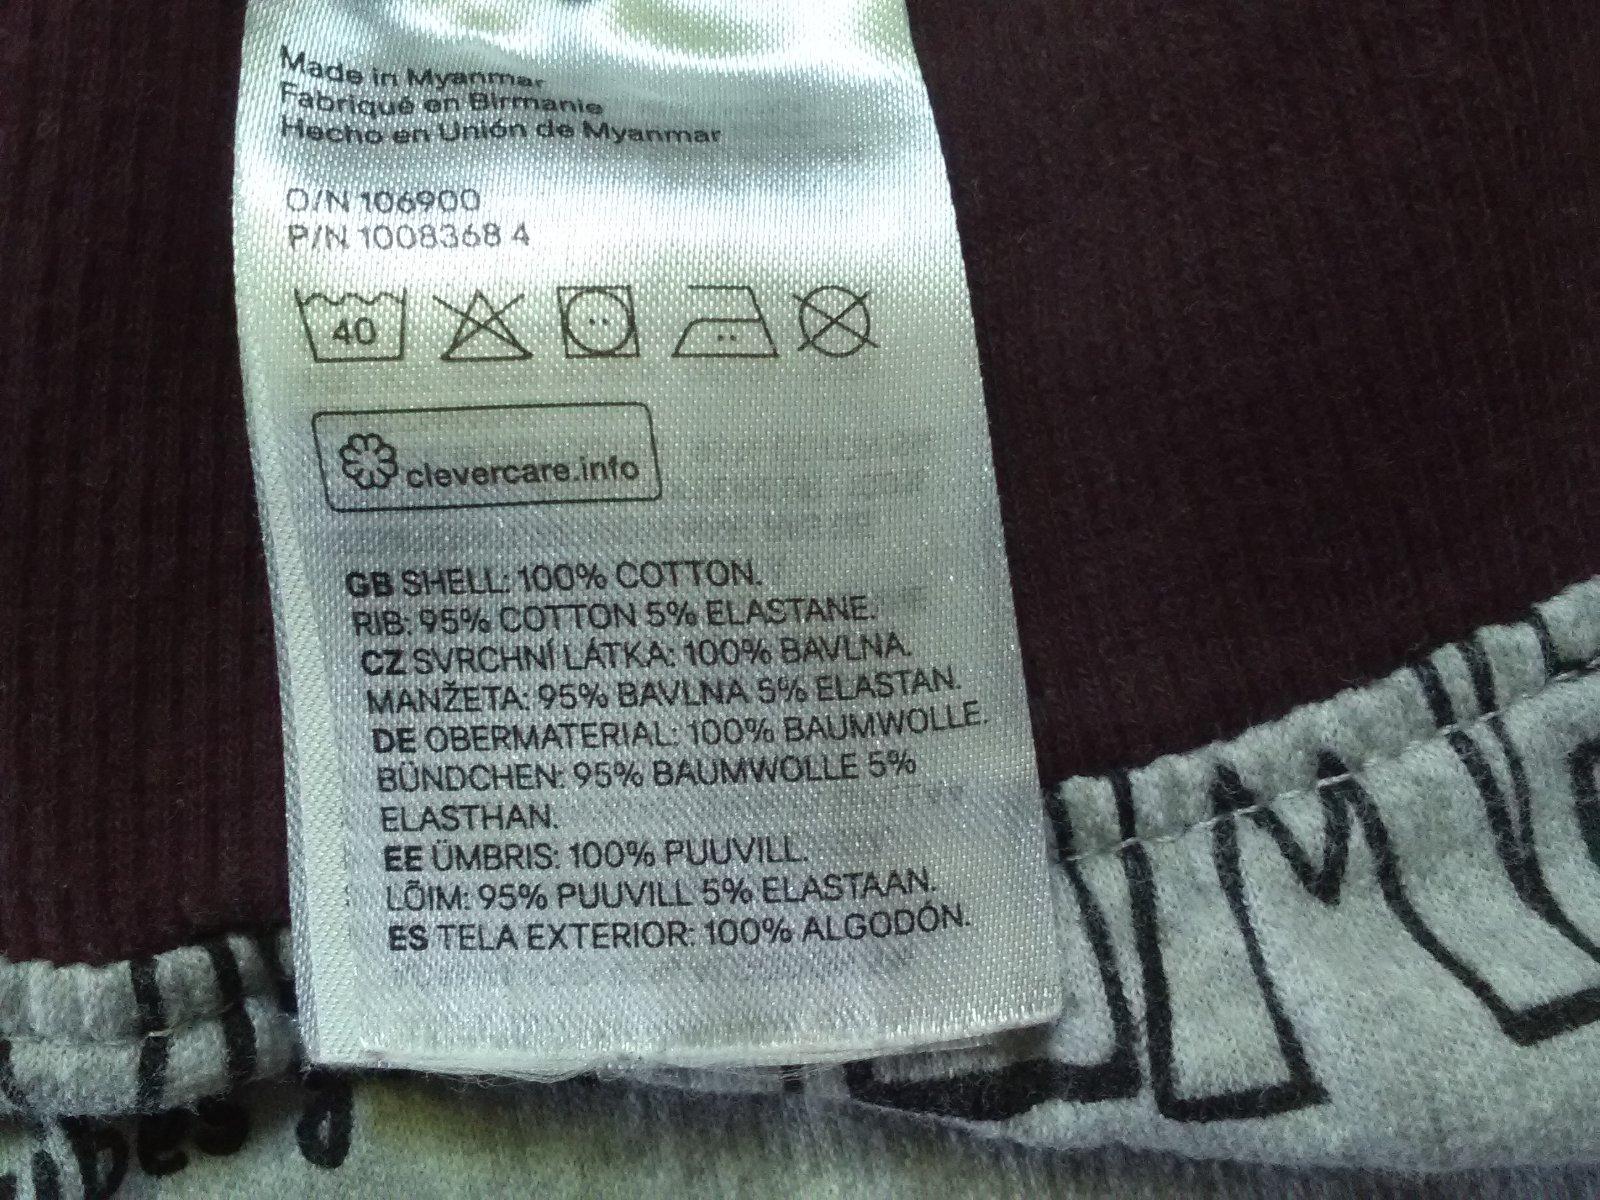 Made in Myanmar
Fabriqué en Birmanie
Hecho en Unión de Myanmar
O/N 106900
P/N 1008368 4
40
clevercare.info
GB SHELL: 100% COTTON.
RIB: 95% COTTON 5% ELASTANE.
CZ SVRCHNÍ LÁTKA: 100% BAVLNA.
MANŽETA: 95% BAVLNA 5% ELASTAN.
DE OBERMATERIAL: 100% BAUMWOLLE.
BÜNDCHEN: 95% BAUMWOLLE 5%
ELASTHAN.
EE ÜMBRIS: 100% PUUVILL.
LÕIM: 95% PUUVILL 5% ELASTAAN.
ES TELA EXTERIOR: 100% ALGODÓN.